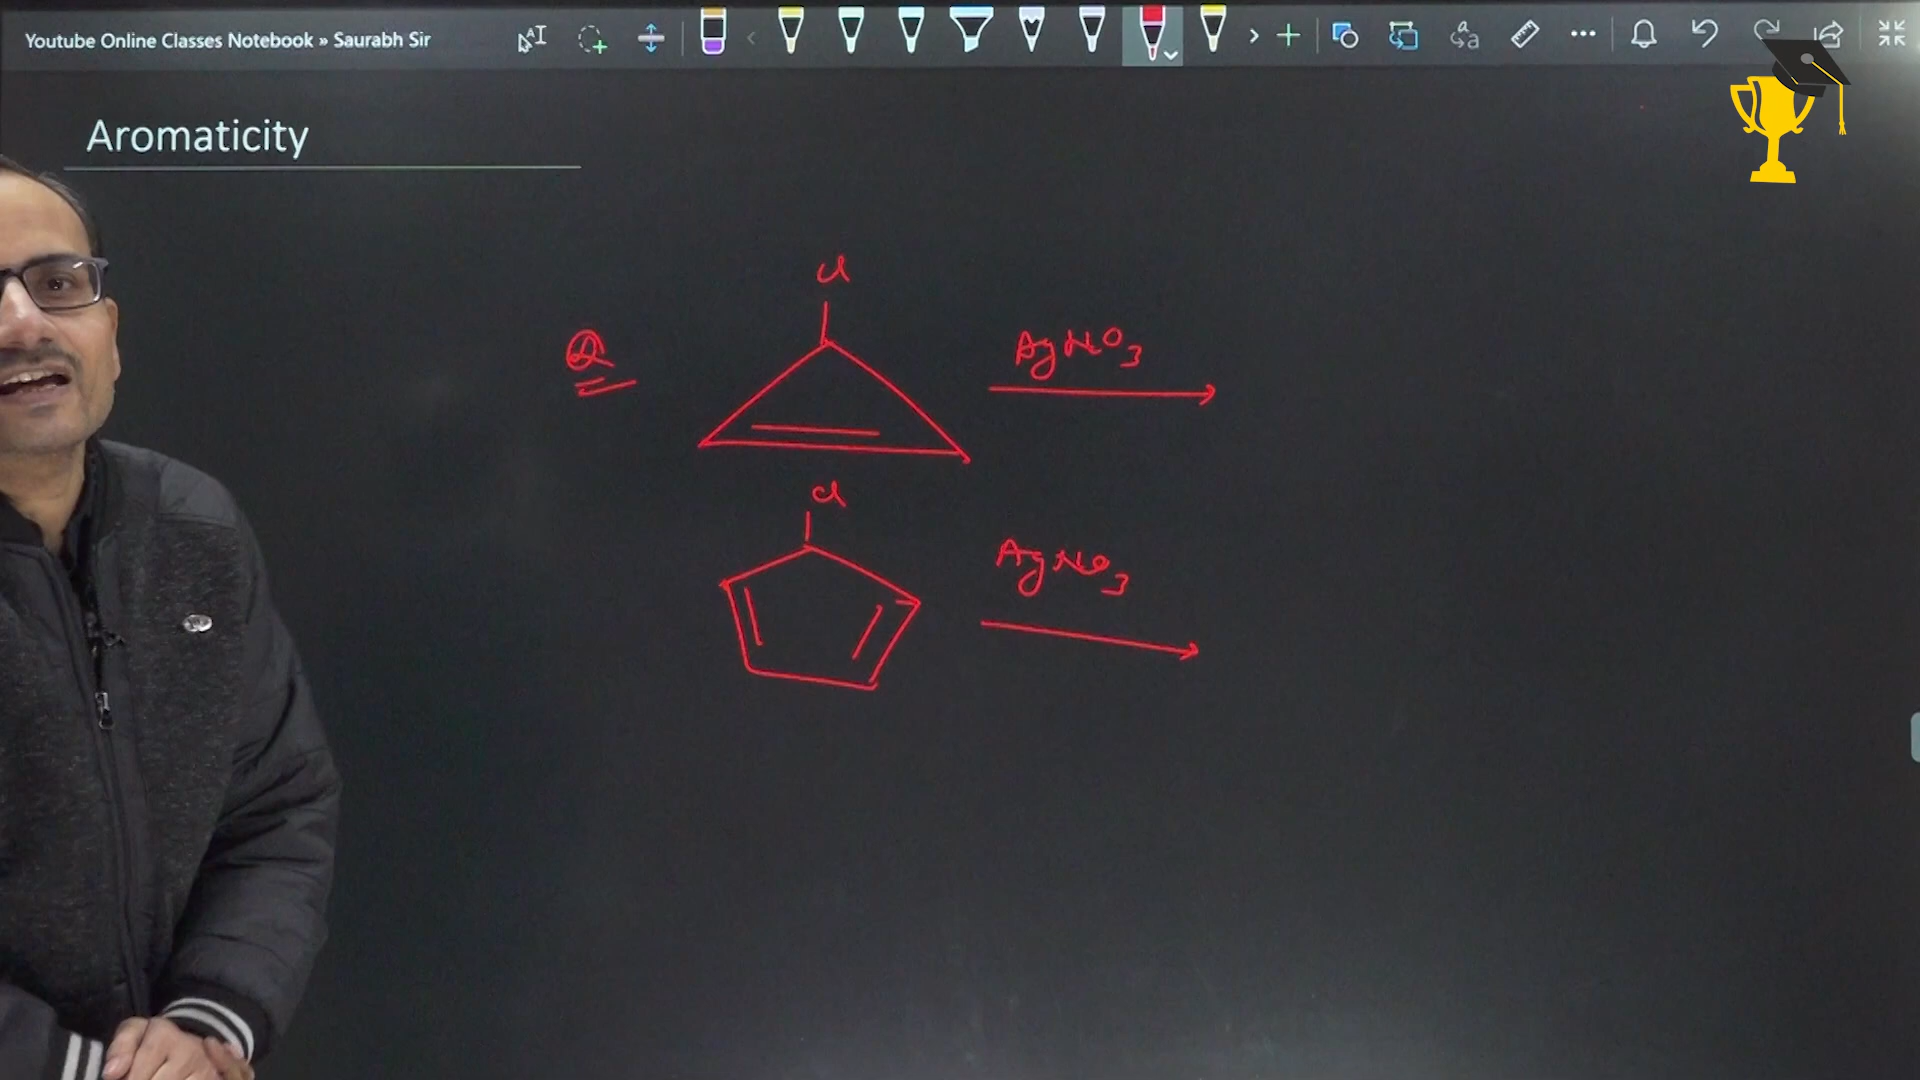 Youtube Online Classes Notebook » Saurabh Sir
Aromaticity
Cl
Q
AgNO3
Cl
AgNO3